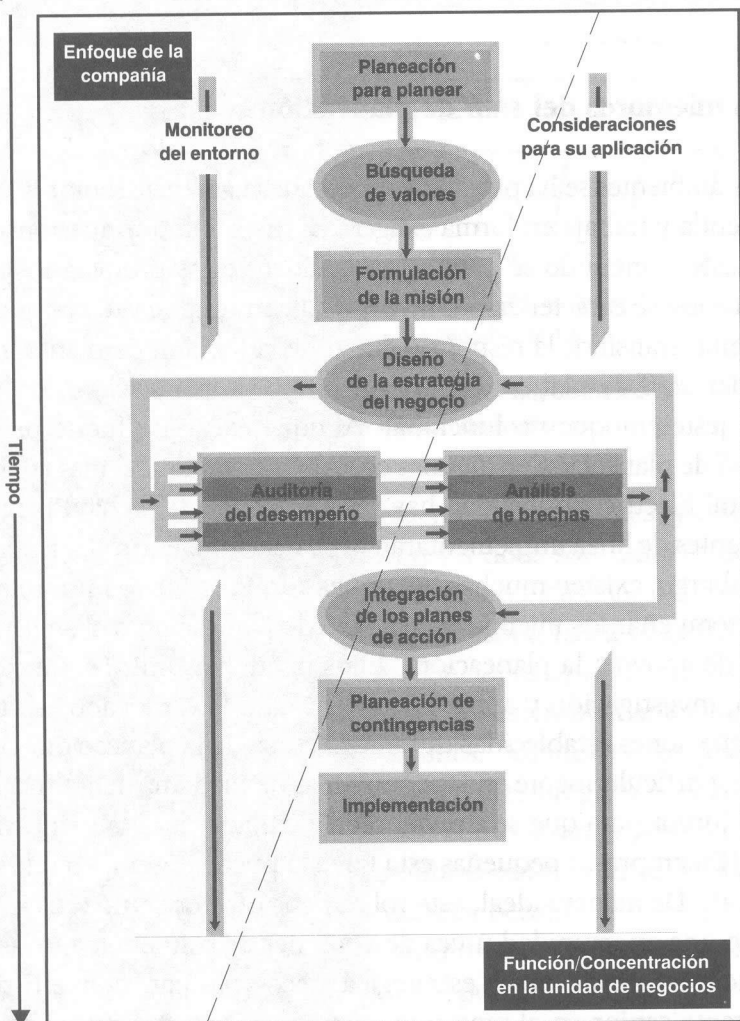 Enfoque de la
compañía
Planeación
para planear
Monitoreo
del entorno
Consideraciones
para su aplicación
Búsqueda
de valores
Formulación
de la misión
Diseño
de la estrategia
del negocio
Tiempo
Auditoría
del desempeño
Análisis
de brechas
Integración
de los planes
de acción
Planeación de
contingencias
Implementación
Función/Concentración
en la unidad de negocios